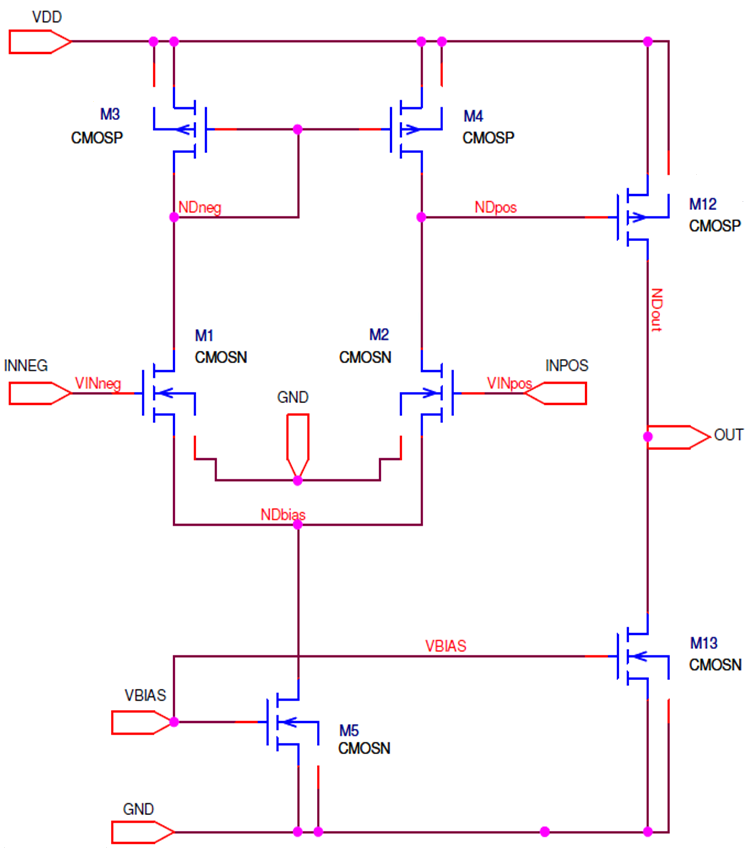 VDD
M3
CMOSP
M4
CMOSP
NDneg
NDpos
M12
CMOSP
NDout
M1
CMOSN
M2
CMOSN
INNEG
VINneg
GND
VINpos
INPOS
OUT
NDbias
VBIAS
M13
CMOSN
VBIAS
M5
CMOSN
GND